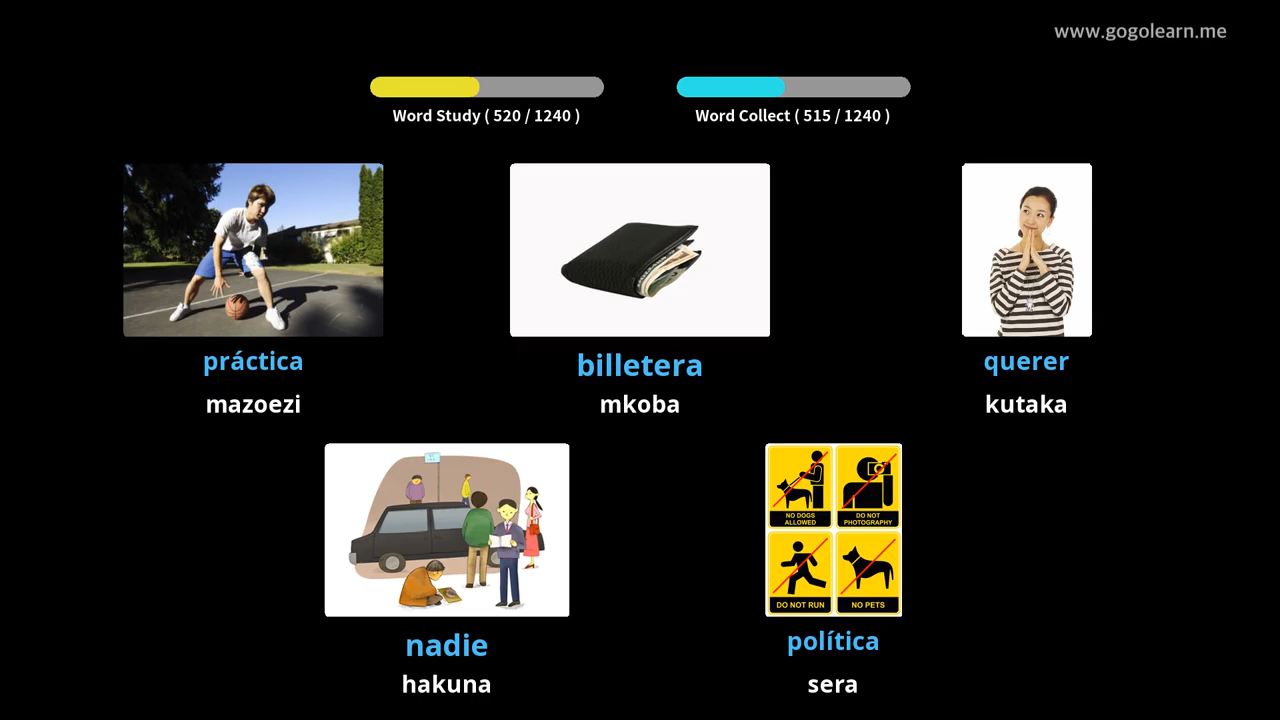 www.gogolearn.me
Word Study ( 520 / 1240 )
Word Collect ( 515 / 1240 )
práctica
mazoezi
billetera
mkoba
querer
kutaka
NO DOGS
ALLOWED
DO NOT
PHOTOGRAPHY
DO NOT RUN
NO PETS
nadie
hakuna
política
sera